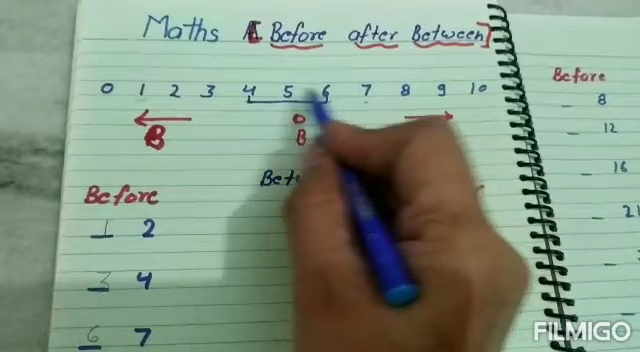 Maths [Before after Between]
0 1 2 3 4 5 6 7 8 9 10
B
B
Before
1 2
3 4
6 7
Before
_ 8
_ 12
_ 16
_ 21
FILMIGO